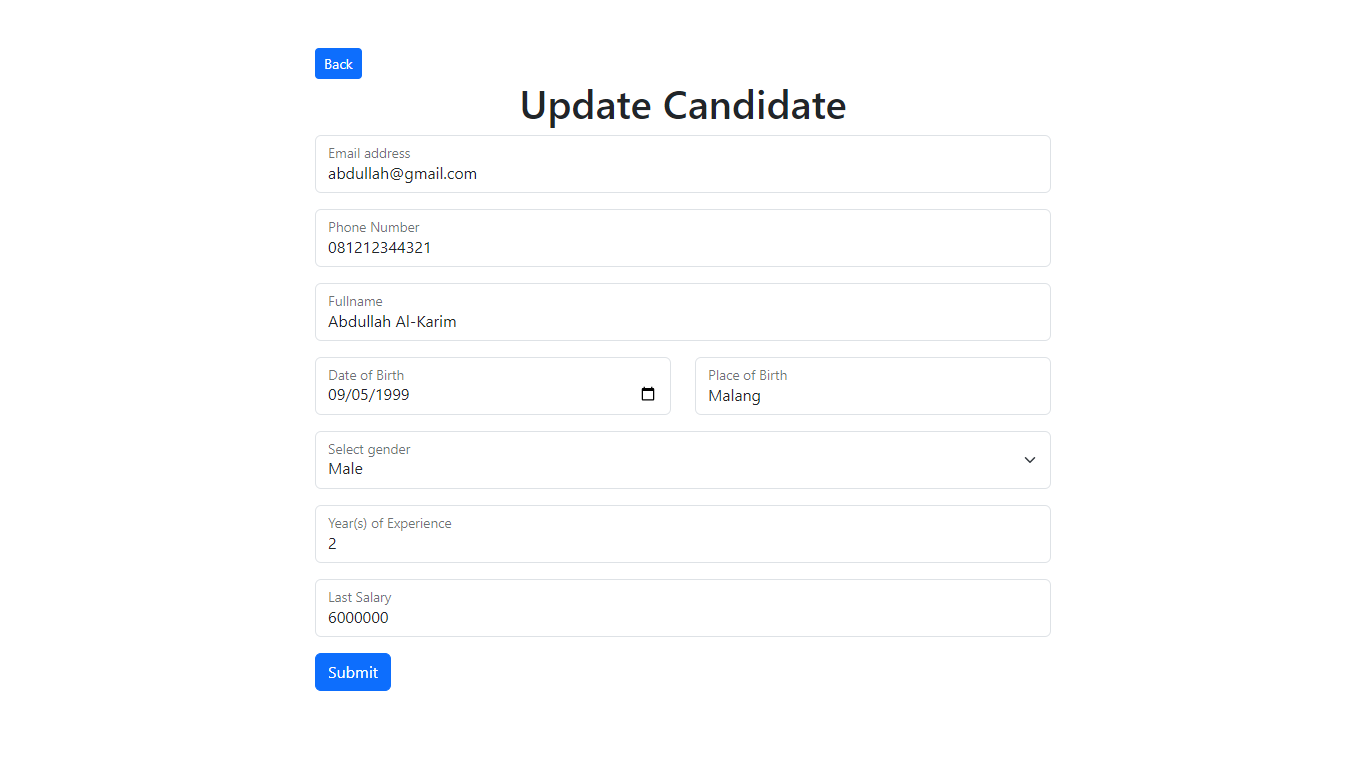 Back
Update Candidate
Email address
abdullah@gmail.com
Phone Number
081212344321
Fullname
Abdullah Al-Karim
Date of Birth
09/05/1999
Place of Birth
Malang
Select gender
Male
Year(s) of Experience
2
Last Salary
6000000
Submit